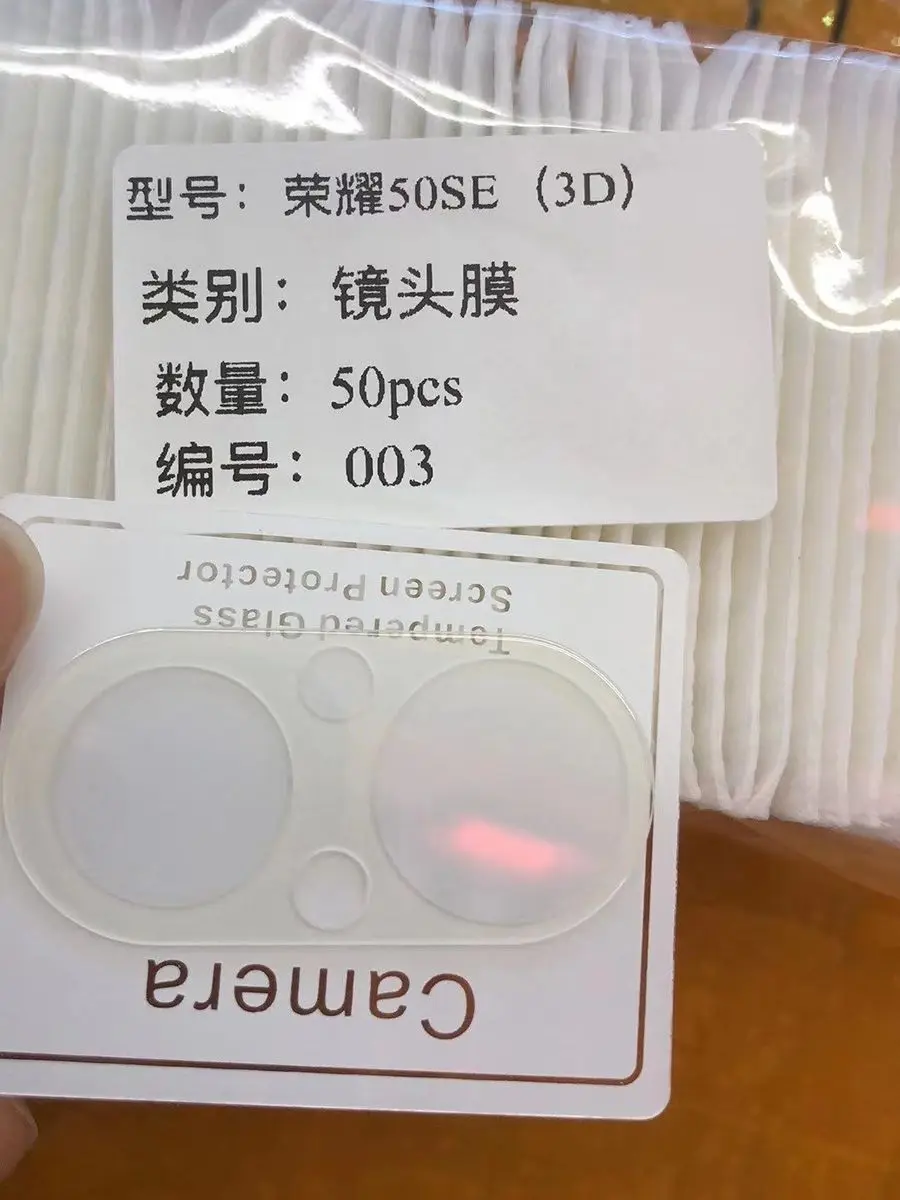 型号：荣耀50SE（3D）
类别：镜头膜
数量：50pcs
编号：003
Camera
Tempered Glass
Screen Protector